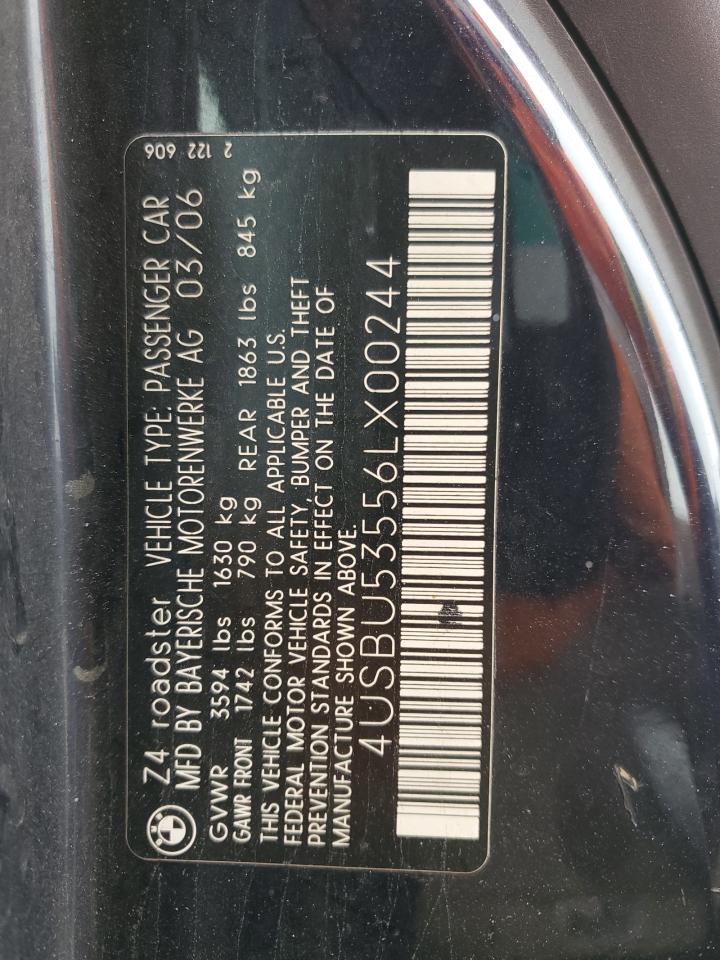 Z4 roadster VEHICLE TYPE: PASSENGER CAR
MFD BY BAYERISCHE MOTORENWERKE AG 03/06
2 122 606
GVWR 3594 lbs 1630 kg
GAWR FRONT 1742 lbs 790 kg REAR 1863 lbs 845 kg
THIS VEHICLE CONFORMS TO ALL APPLICABLE U.S.
FEDERAL MOTOR VEHICLE SAFETY, BUMPER AND THEFT
PREVENTION STANDARDS IN EFFECT ON THE DATE OF
MANUFACTURE SHOWN ABOVE.
4USBU53556LX00244